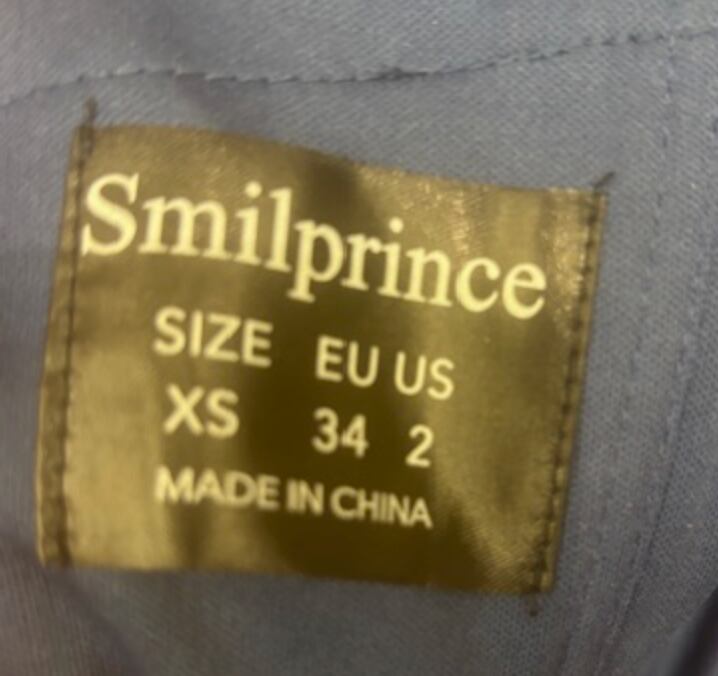 Smilprince
SIZE EU US
XS 34 2
MADE IN CHINA